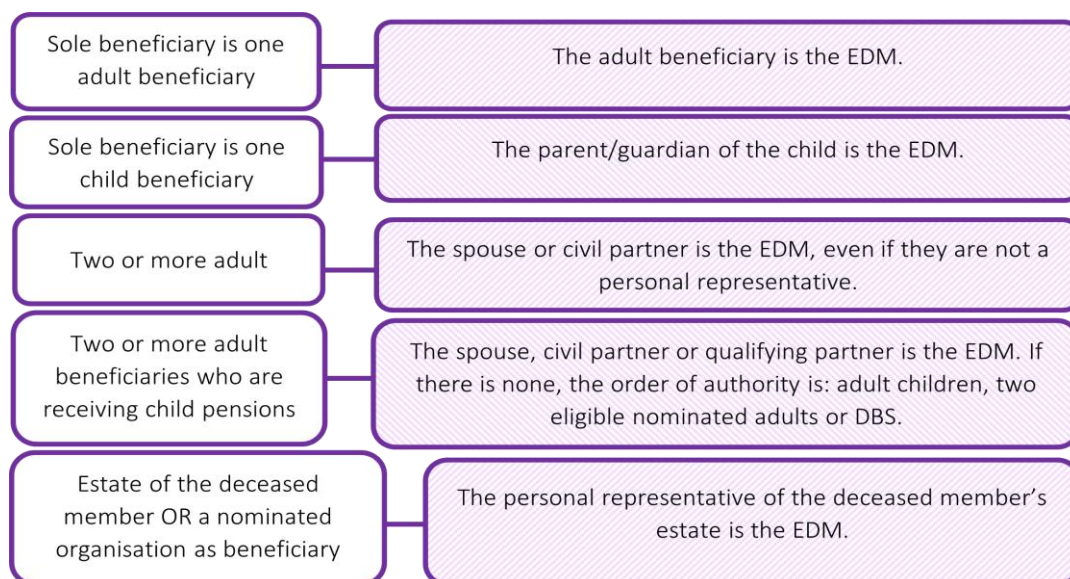 Sole beneficiary is one
adult beneficiary
The adult beneficiary is the EDM.
Sole beneficiary is one
child beneficiary
The parent/guardian of the child is the EDM.
Two or more adult
The spouse or civil partner is the EDM, even if they are not a
personal representative.
Two or more adult
beneficiaries who are
receiving child pensions
The spouse, civil partner or qualifying partner is the EDM. If
there is none, the order of authority is: adult children, two
eligible nominated adults or DBS.
Estate of the deceased
member OR a nominated
organisation as beneficiary
The personal representative of the deceased member’s
estate is the EDM.